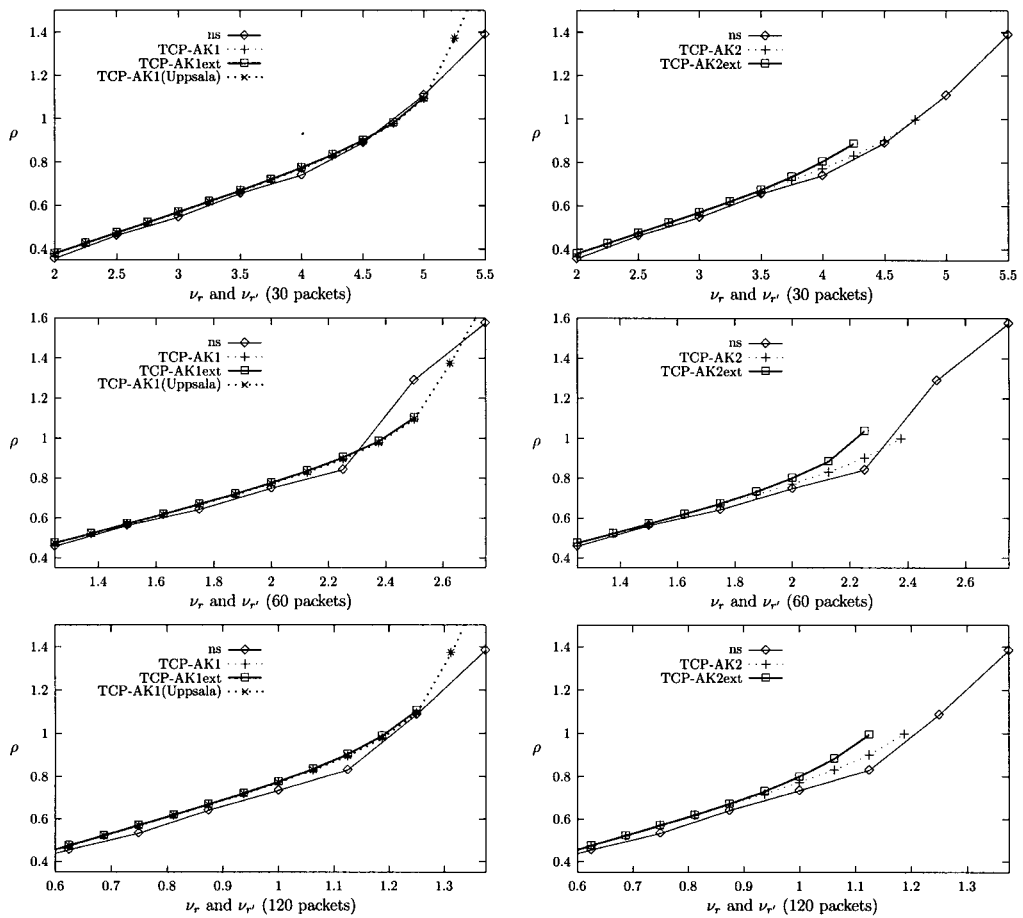 ns
TCP-AK1
TCP-AK1ext
TCP-AK1(Uppsala)
1.4
1.2
1
0.8
0.6
0.4
ρ
2 2.5 3 3.5 4 4.5 5 5.5
ν_r and ν_r′ (30 packets)
ns
TCP-AK2
TCP-AK2ext
1.4
1.2
1
0.8
0.6
0.4
ρ
2 2.5 3 3.5 4 4.5 5 5.5
ν_r and ν_r′ (30 packets)
ns
TCP-AK1
TCP-AK1ext
TCP-AK1(Uppsala)
1.6
1.4
1.2
1
0.8
0.6
0.4
ρ
1.4 1.6 1.8 2 2.2 2.4 2.6
ν_r and ν_r′ (60 packets)
ns
TCP-AK2
TCP-AK2ext
1.6
1.4
1.2
1
0.8
0.6
0.4
ρ
1.4 1.6 1.8 2 2.2 2.4 2.6
ν_r and ν_r′ (60 packets)
ns
TCP-AK1
TCP-AK1ext
TCP-AK1(Uppsala)
1.4
1.2
1
0.8
0.6
0.4
ρ
0.6 0.7 0.8 0.9 1 1.1 1.2 1.3
ν_r and ν_r′ (120 packets)
ns
TCP-AK2
TCP-AK2ext
1.4
1.2
1
0.8
0.6
0.4
ρ
0.6 0.7 0.8 0.9 1 1.1 1.2 1.3
ν_r and ν_r′ (120 packets)